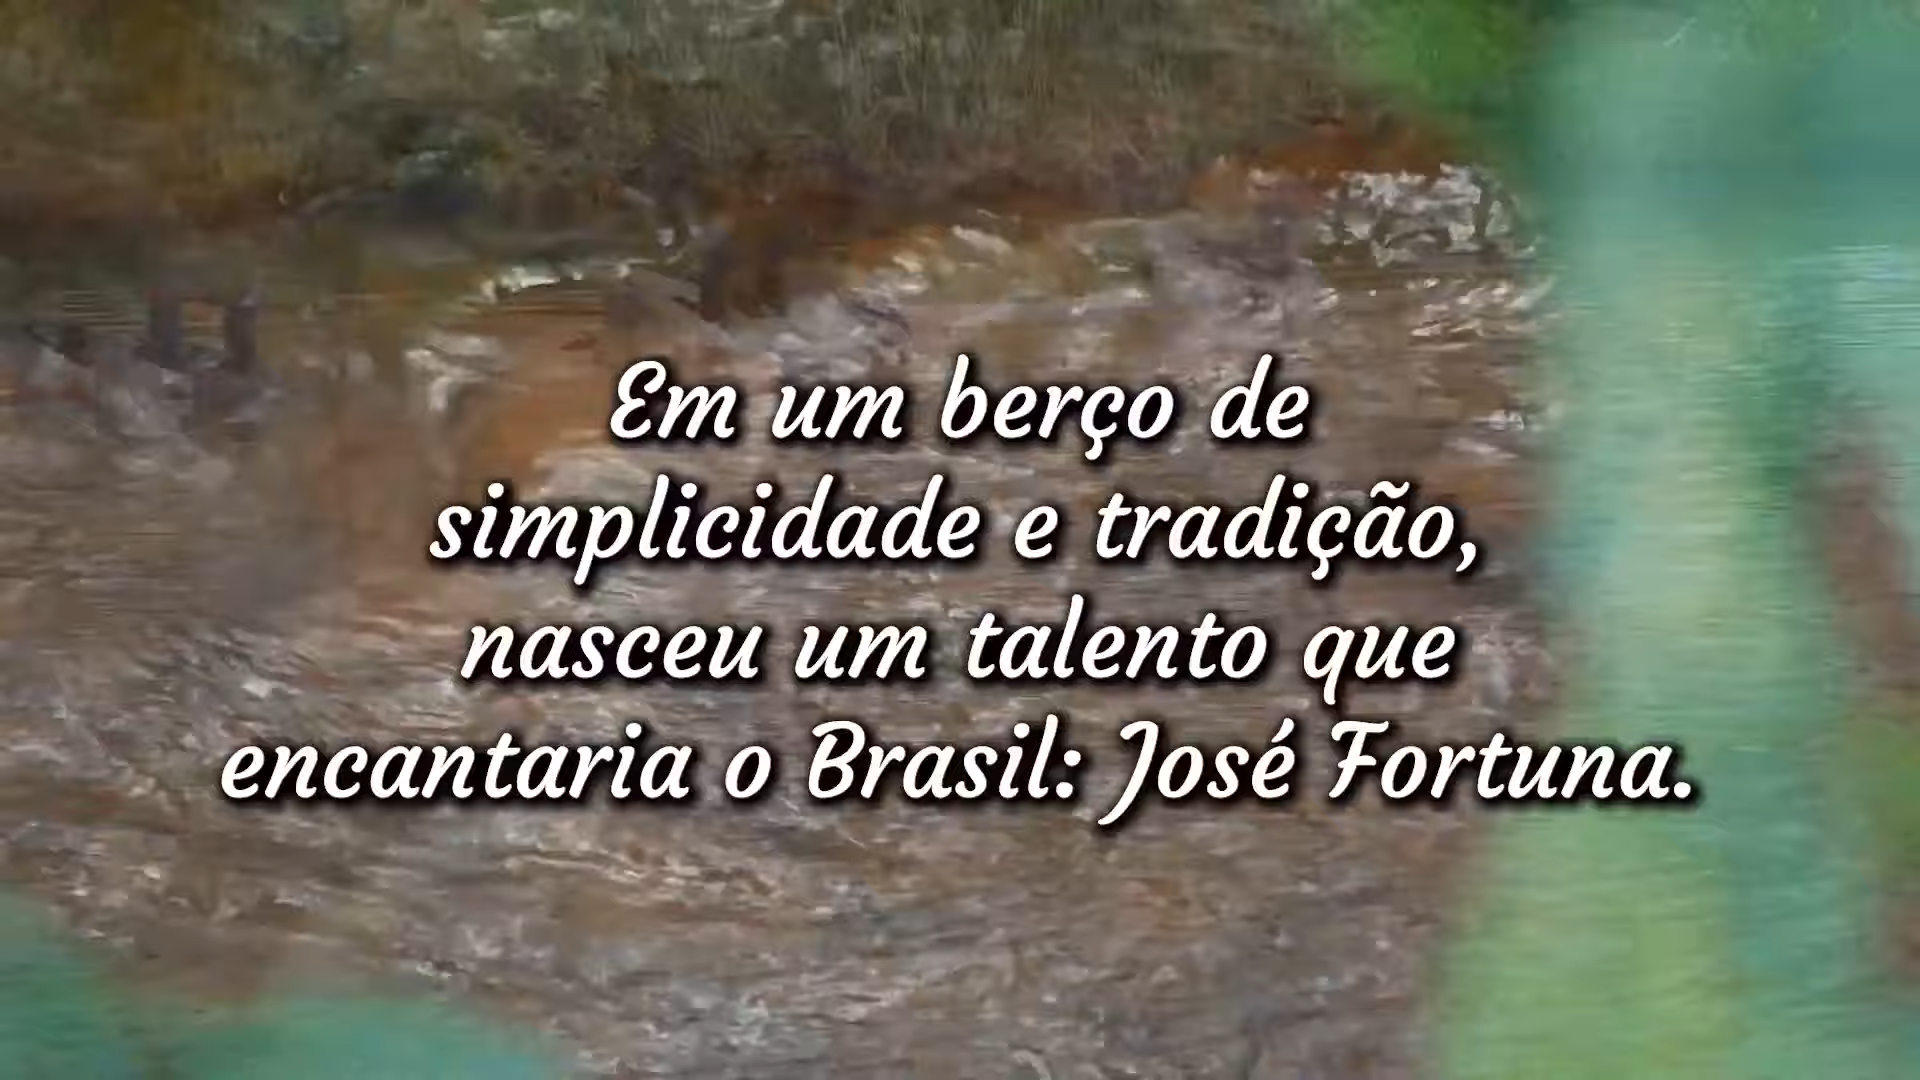 Em um berço de
simplicidade e tradição,
nasceu um talento que
encantaria o Brasil: José Fortuna.